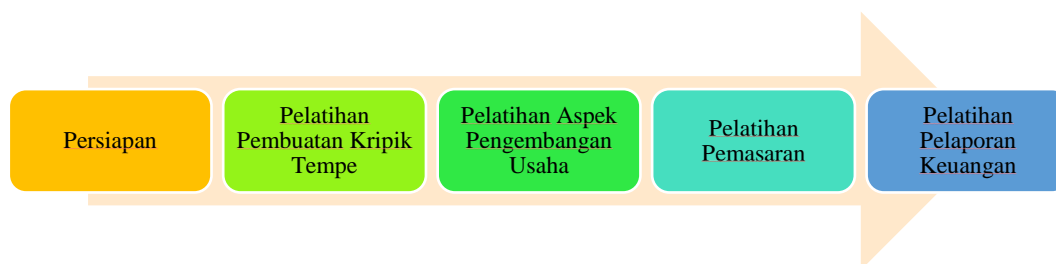 Persiapan
Pelatihan
Pembuatan Kripik
Tempe
Pelatihan Aspek
Pengembangan
Usaha
Pelatihan
Pemasaran
Pelatihan
Pelaporan
Keuangan